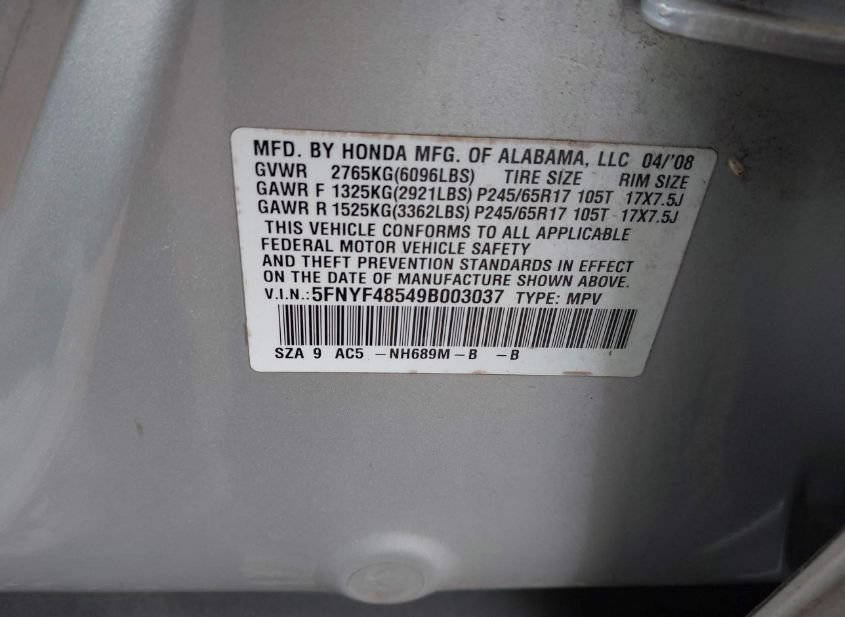 MFD. BY HONDA MFG. OF ALABAMA, LLC 04/'08
GVWR 2765KG(6096LBS) TIRE SIZE RIM SIZE
GAWR F 1325KG(2921LBS) P245/65R17 105T 17X7.5J
GAWR R 1525KG(3362LBS) P245/65R17 105T 17X7.5J
THIS VEHICLE CONFORMS TO ALL APPLICABLE
FEDERAL MOTOR VEHICLE SAFETY
AND THEFT PREVENTION STANDARDS IN EFFECT
ON THE DATE OF MANUFACTURE SHOWN ABOVE.
V.I.N.:5FNYF48549B003037 TYPE: MPV
SZA 9 AC5 -NH689M-B -B